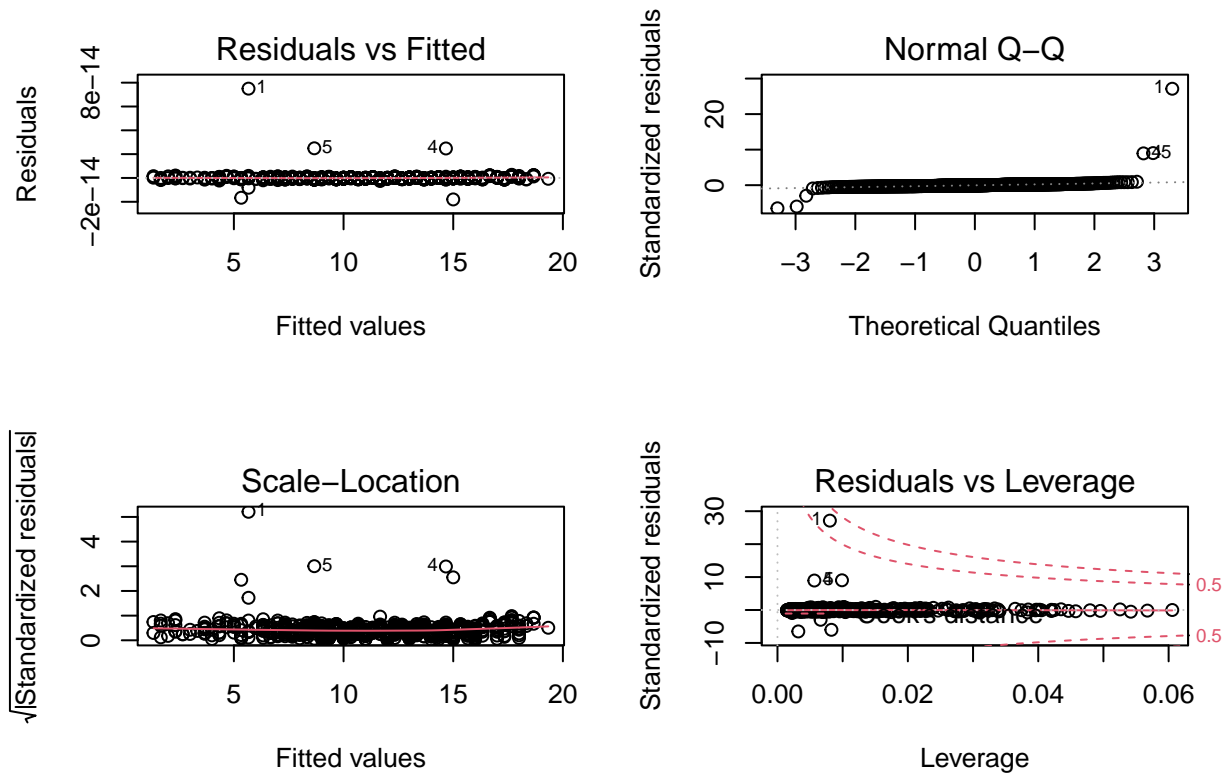 Residuals vs Fitted
Residuals
8e−14
−2e−14
1
5
4
5
10
15
20
Fitted values
Normal Q−Q
Standardized residuals
20
0
1
−3
−2
−1
0
1
2
3
Theoretical Quantiles
Scale−Location
√|Standardized residuals|
4
2
0
1
5
4
5
10
15
20
Fitted values
Residuals vs Leverage
Standardized residuals
30
10
−10
1
0.5
0.5
Cook's distance
0.00
0.02
0.04
0.06
Leverage